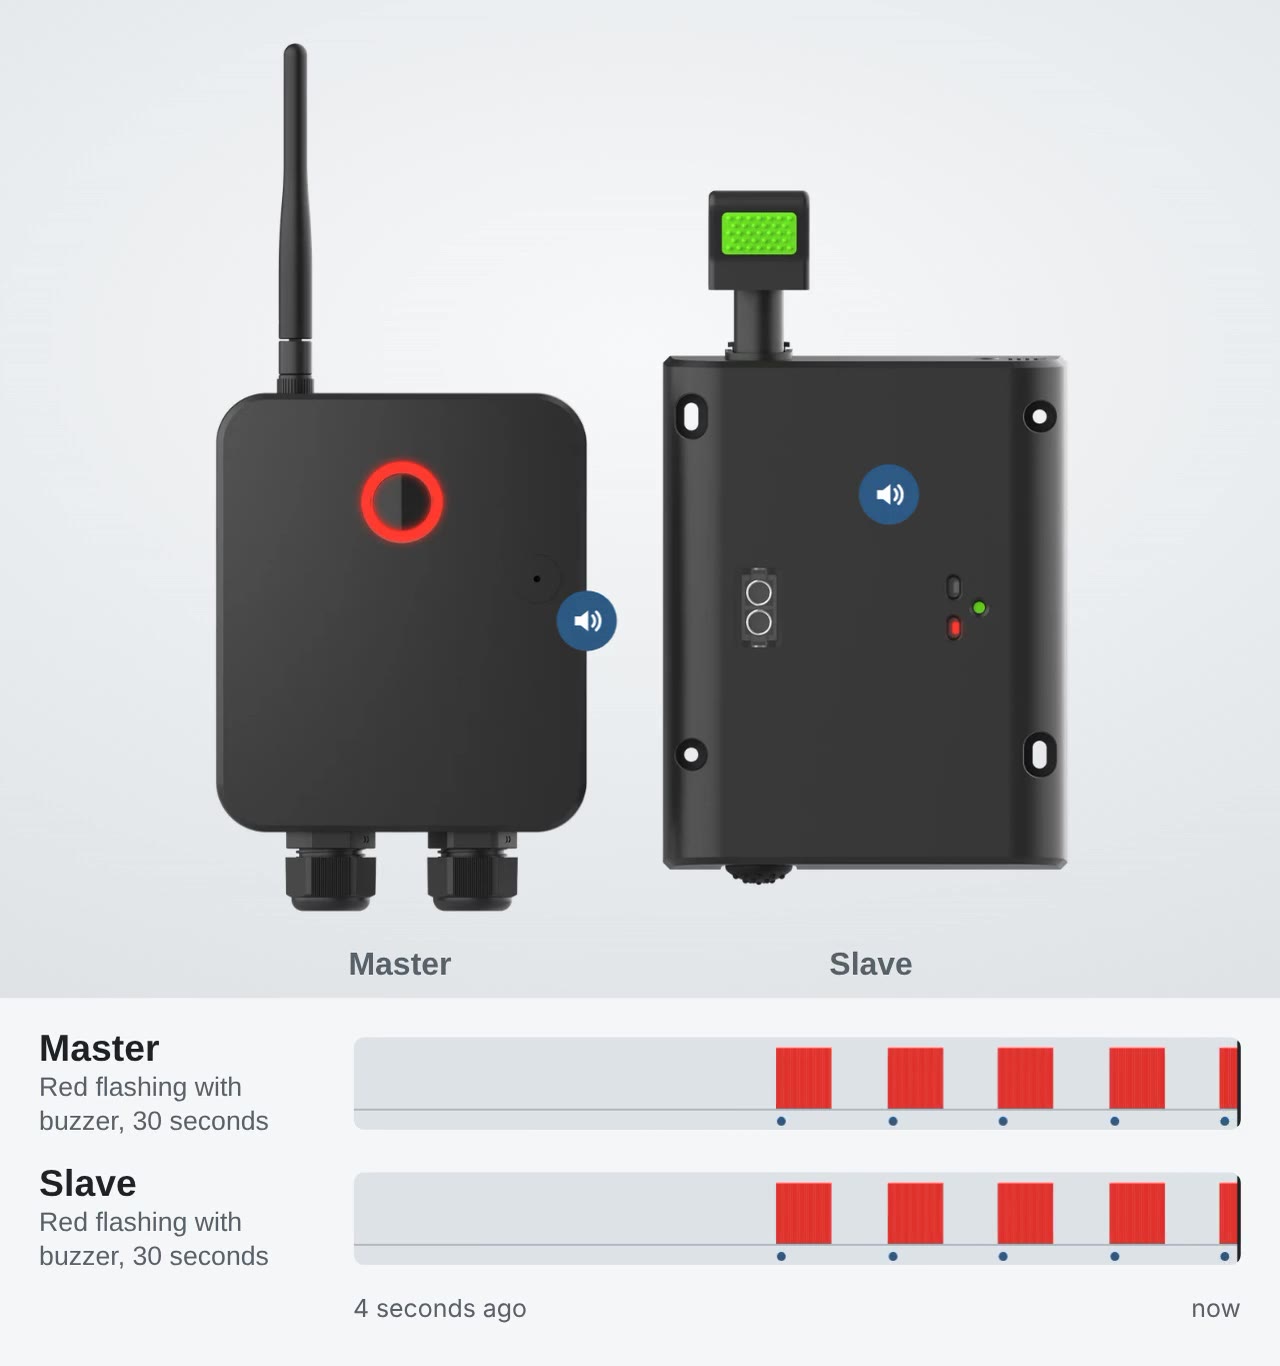 Master
Slave
Master
Red flashing with
buzzer, 30 seconds
Slave
Red flashing with
buzzer, 30 seconds
4 seconds ago
now